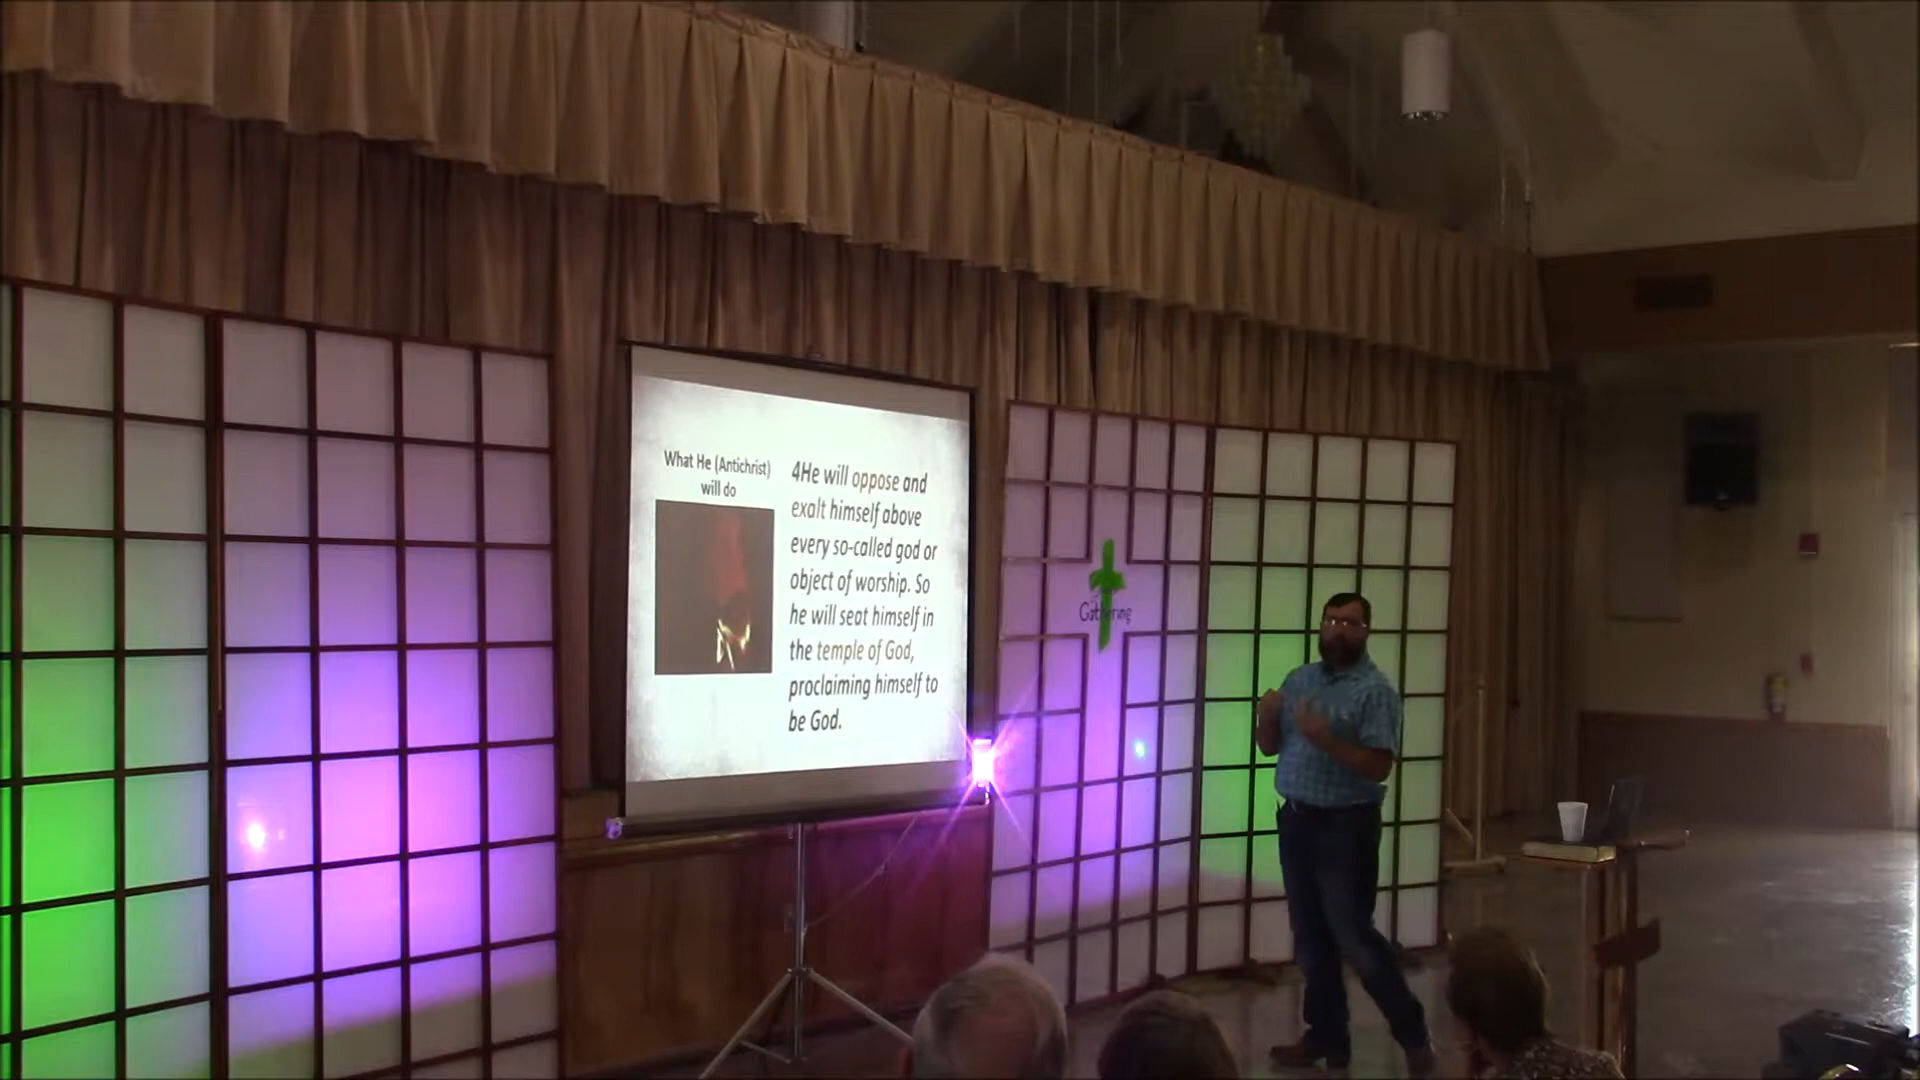 What He (Antichrist)
will do
4He will oppose and
exalt himself above
every so-called god or
object of worship. So
he will seat himself in
the temple of God,
proclaiming himself to
be God.
Gathering